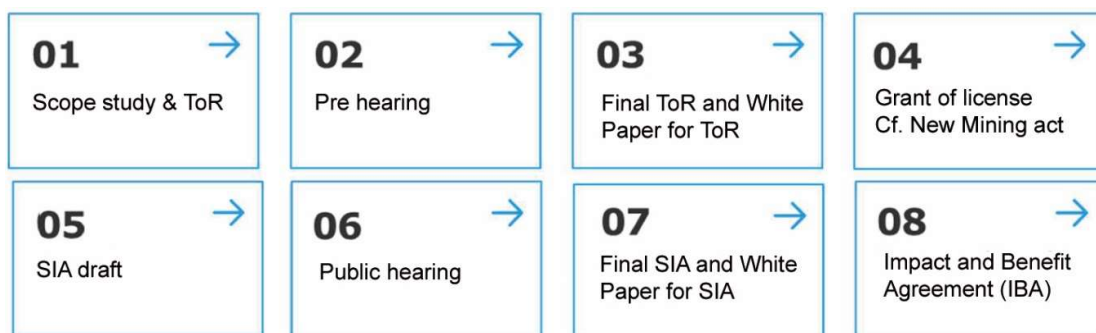 01
Scope study & ToR
02
Pre hearing
03
Final ToR and White
Paper for ToR
04
Grant of license
Cf. New Mining act
05
SIA draft
06
Public hearing
07
Final SIA and White
Paper for SIA
08
Impact and Benefit
Agreement (IBA)